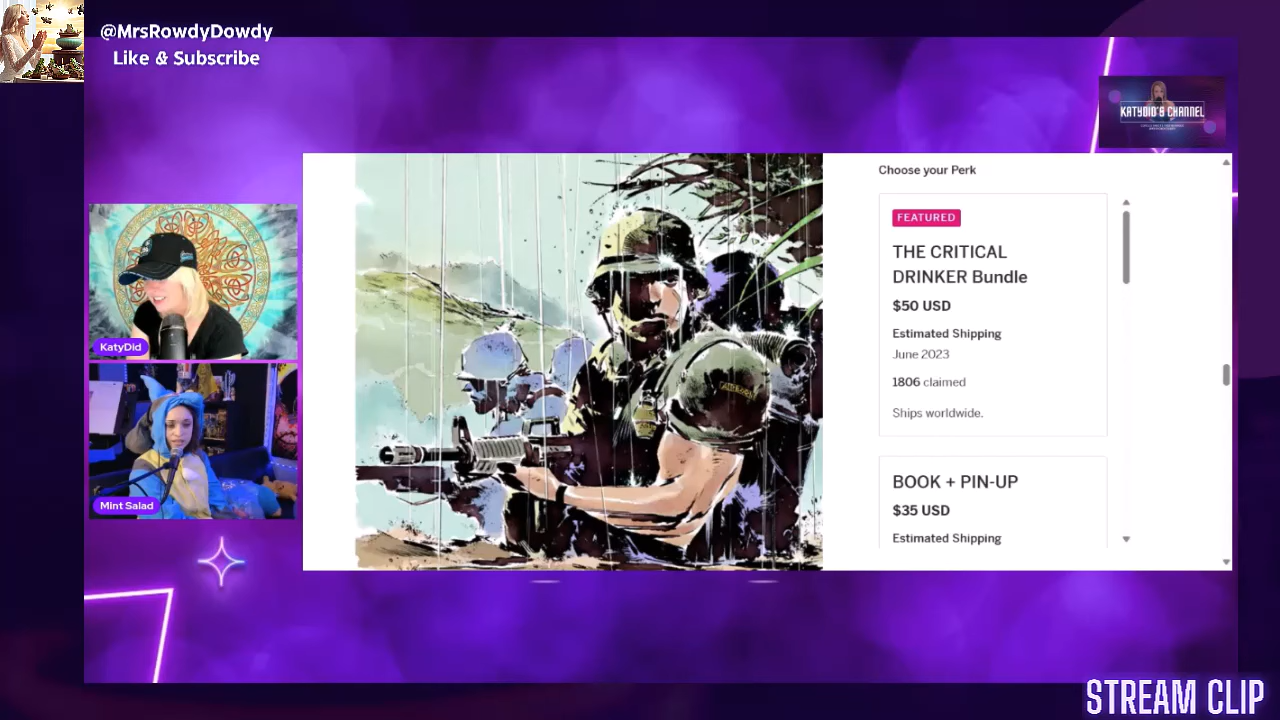 @MrsRowdyDowdy
Like & Subscribe
KATYDID'S CHANNEL
Choose your Perk
FEATURED
THE CRITICAL
DRINKER Bundle
$50 USD
Estimated Shipping
June 2023
1806 claimed
Ships worldwide.
BOOK + PIN-UP
$35 USD
Estimated Shipping
KatyDid
Mint Salad
STREAM CLIP